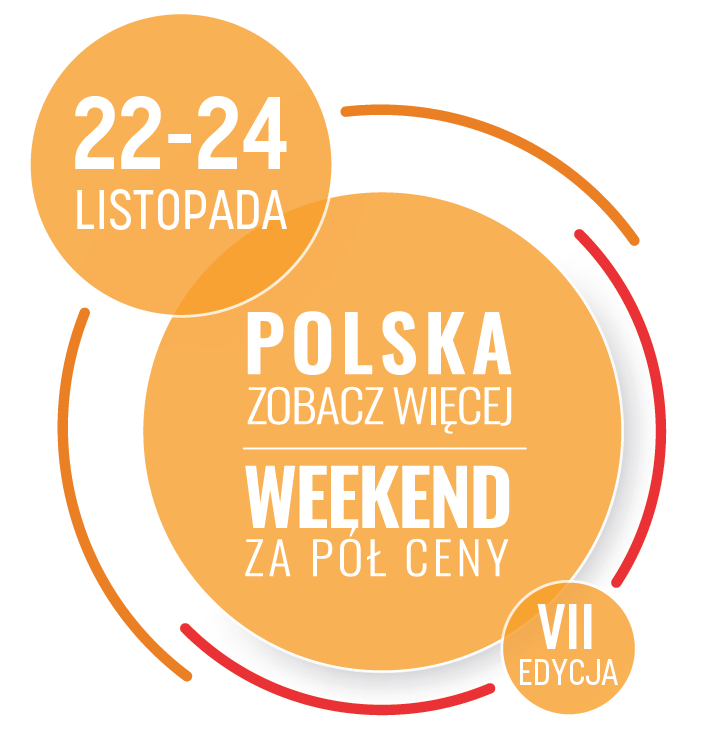 22-24
LISTOPADA
POLSKA
ZOBACZ WIĘCEJ
WEEKEND
ZA PÓŁ CENY
VII
EDYCJA